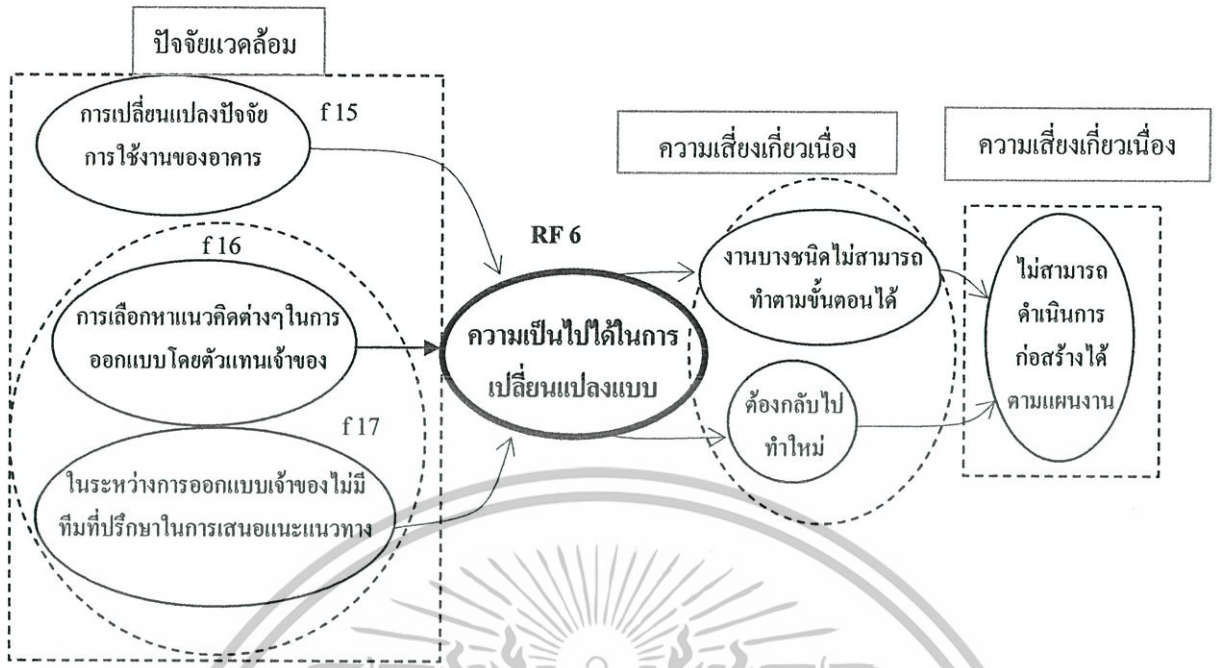 ปัจจัยแวดล้อม
การเปลี่ยนแปลงปัจจัย
การใช้งานของอาคาร
f 15
f 16
การเลือกหาแนวคิดต่างๆในการ
ออกแบบโดยตัวแทนเจ้าของ
f 17
ในระหว่างการออกแบบเจ้าของไม่มี
ทีมที่ปรึกษาในการเสนอแนะแนวทาง
RF 6
ความเป็นไปได้ในการ
เปลี่ยนแปลงแบบ
ความเสี่ยงเกี่ยวเนื่อง
งานบางชนิดไม่สามารถ
ทำตามขั้นตอนได้
ต้องกลับไป
ทำใหม่
ความเสี่ยงเกี่ยวเนื่อง
ไม่สามารถ
ดำเนินการ
ก่อสร้างได้
ตามแผนงาน